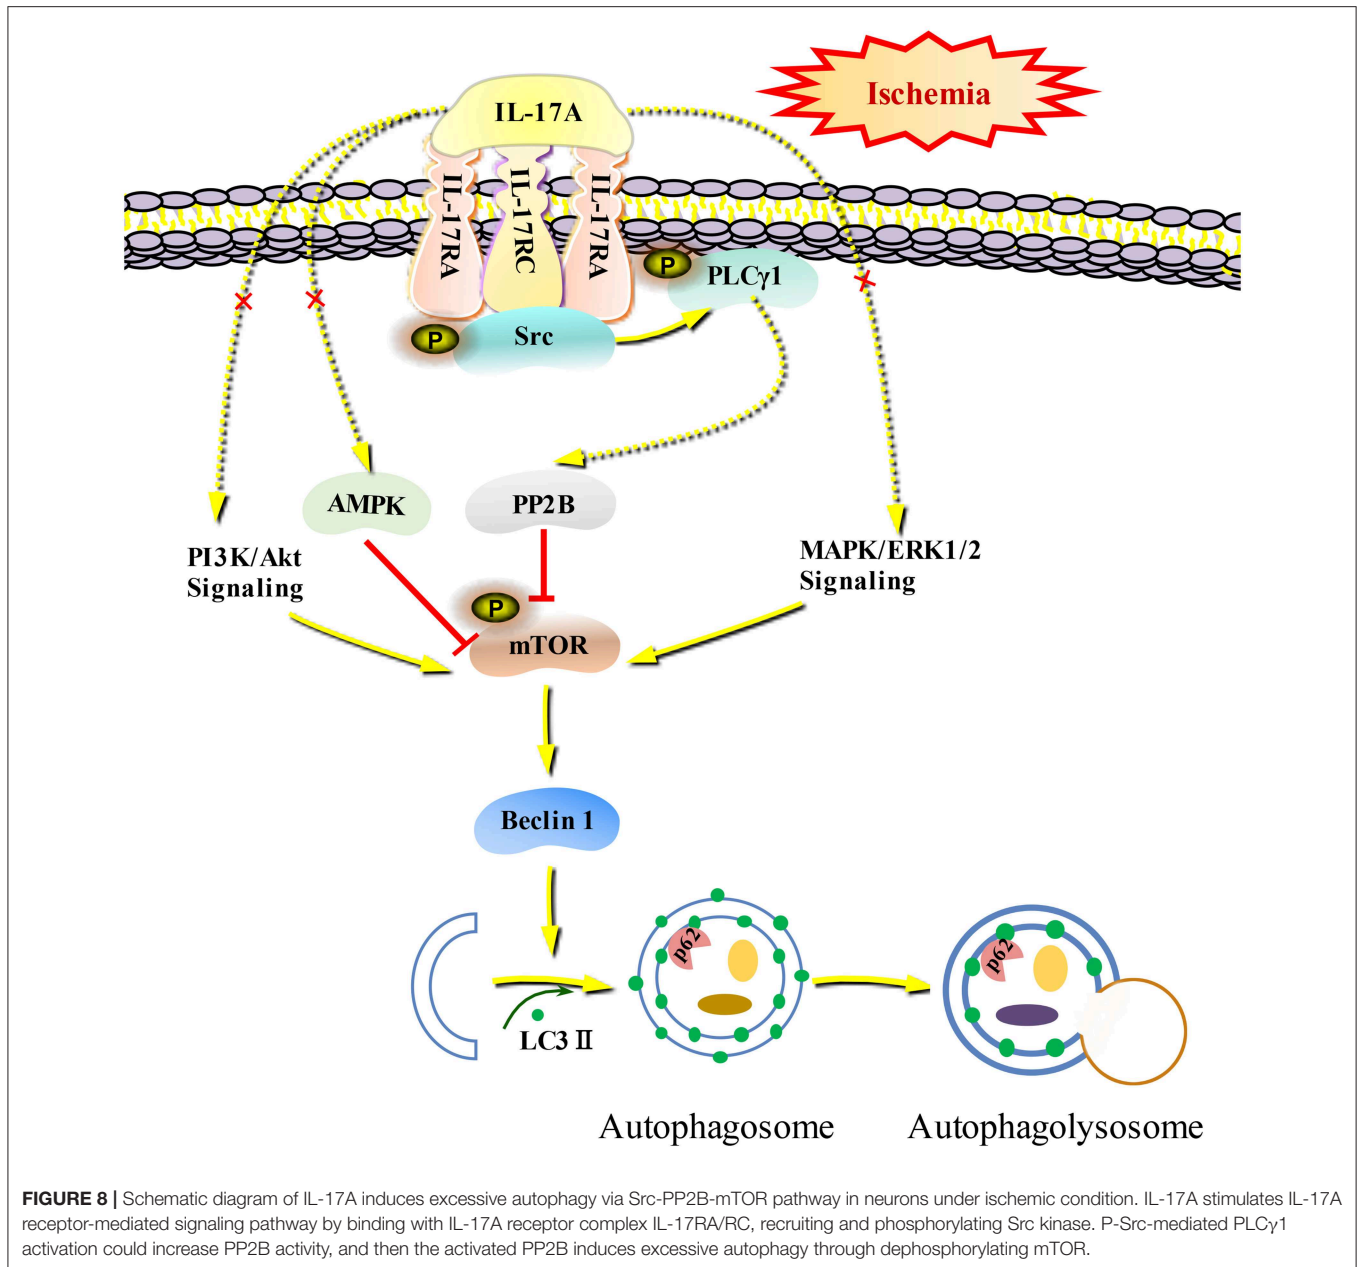 Ischemia
IL-17A
IL-17RA
IL-17RC
IL-17RA
P
PLCγ1
P
Src
AMPK
PP2B
PI3K/Akt
Signaling
MAPK/ERK1/2
Signaling
P
mTOR
Beclin 1
p62
p62
LC3 Ⅱ
Autophagosome
Autophagolysosome
FIGURE 8 | Schematic diagram of IL-17A induces excessive autophagy via Src-PP2B-mTOR pathway in neurons under ischemic condition. IL-17A stimulates IL-17A
receptor-mediated signaling pathway by binding with IL-17A receptor complex IL-17RA/RC, recruiting and phosphorylating Src kinase. P-Src-mediated PLCγ1
activation could increase PP2B activity, and then the activated PP2B induces excessive autophagy through dephosphorylating mTOR.